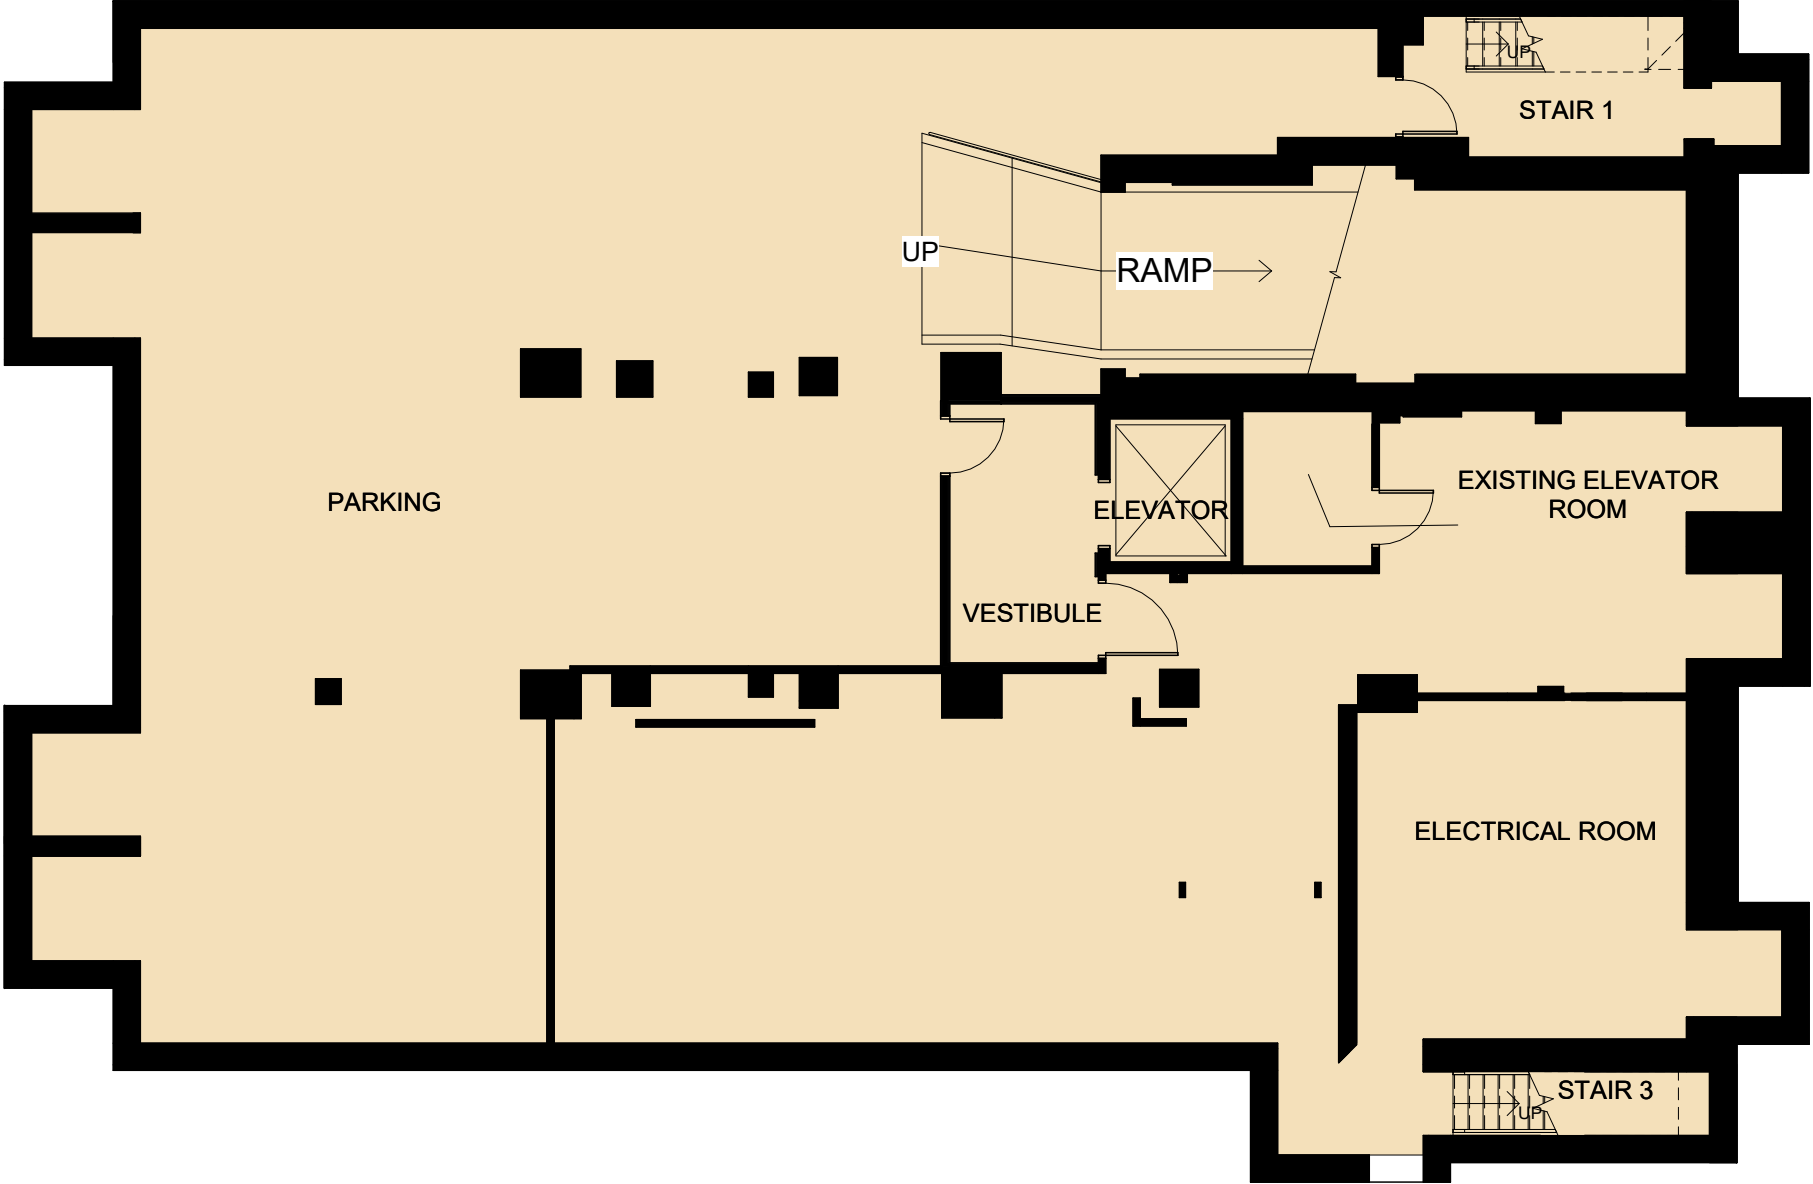 UP
STAIR 1
UP
RAMP
EXISTING ELEVATOR
ROOM
PARKING
ELEVATOR
VESTIBULE
ELECTRICAL ROOM
STAIR 3
UP